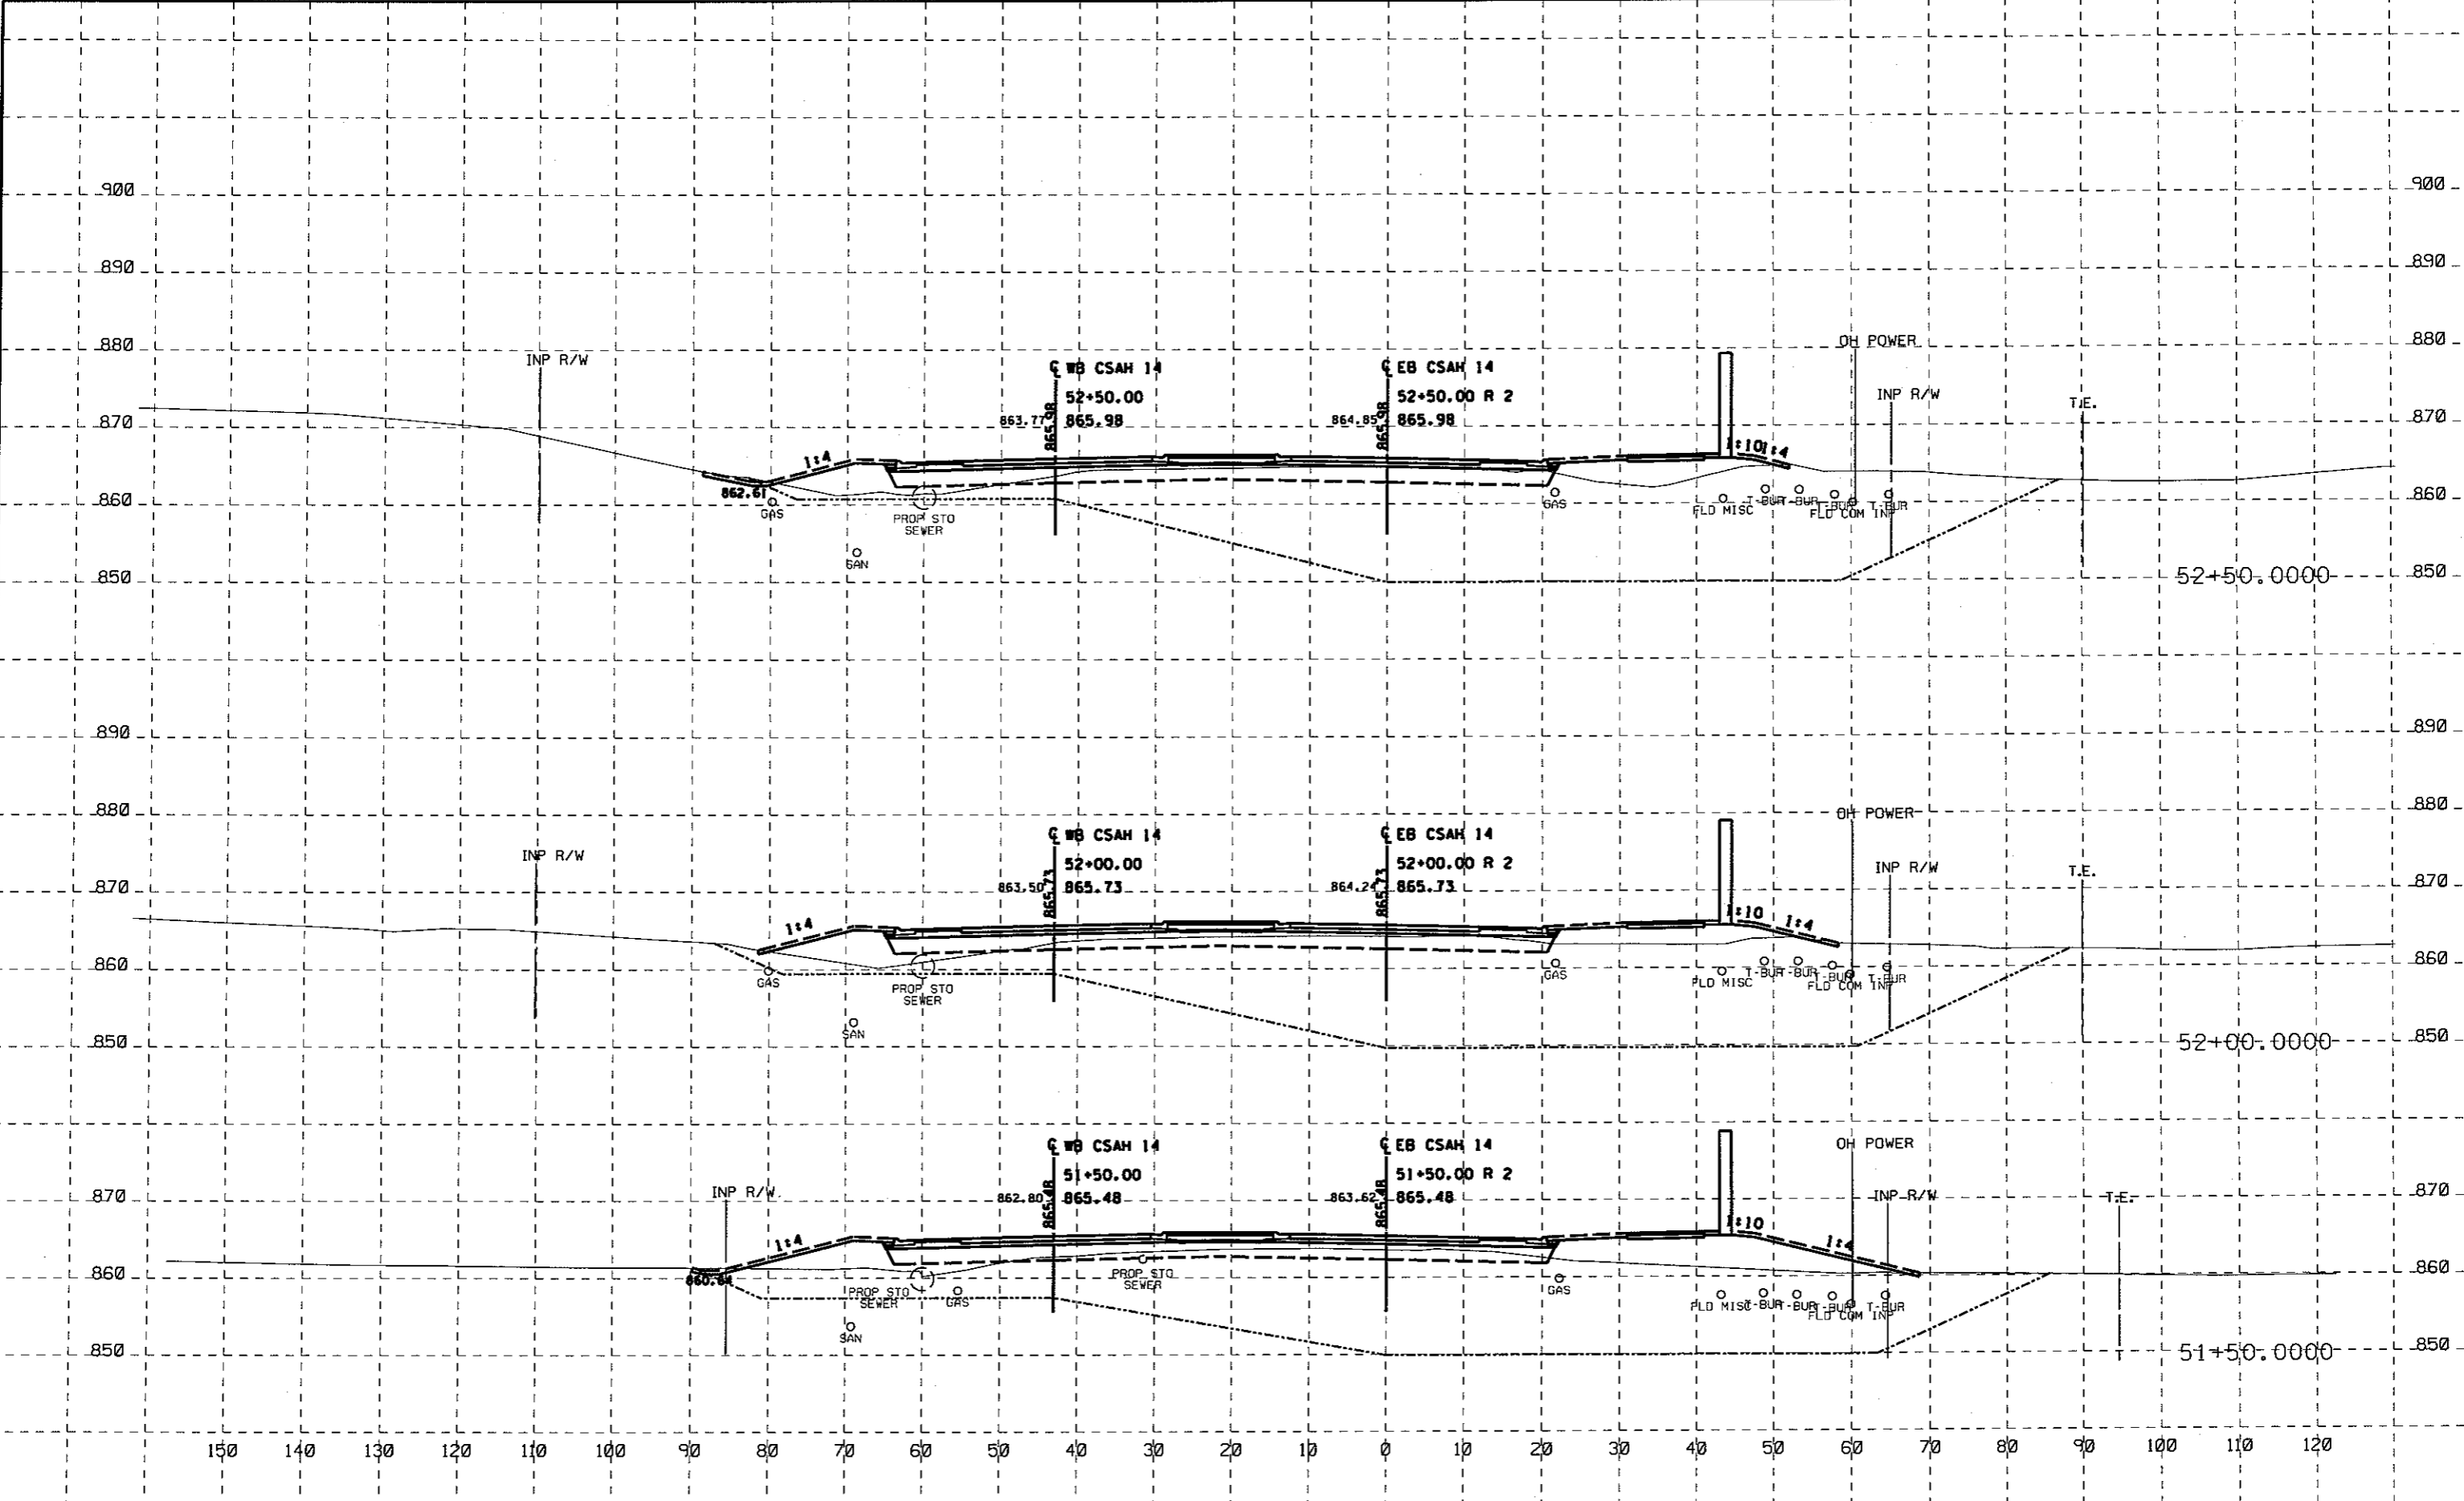 900 900
890 890
880 880
INP R/W OH POWER
℄ WB CSAH 14 ℄ EB CSAH 14
52+50.00 52+50.00 R 2 INP R/W
T.E.
870 863.77 865.98 865.98 864.85 865.98 865.98 870
1:4 1:10 1:4
860 862.61 860
GAS PROP STO SEWER GAS FLD MISC T-BUR T-BUR T-BUR T-BUR
FLD COM INP
SAN
850 52+50.0000 850
890 890
880 OH POWER 880
℄ WB CSAH 14 ℄ EB CSAH 14
INP R/W 52+00.00 52+00.00 R 2 INP R/W T.E.
870 863.50 865.73 865.73 864.24 865.73 865.73 870
1:4 1:10 1:4
860 860
GAS PROP STO SEWER GAS FLD MISC T-BUR T-BUR T-BUR T-BUR
FLD COM INP
SAN
850 52+00.0000 850
℄ WB CSAH 14 ℄ EB CSAH 14 OH POWER
51+50.00 51+50.00 R 2
INP R/W INP R/W T.E.
870 862.80 865.48 865.48 863.62 865.48 865.48 870
1:4 1:10 1:4
860 860.64 860
PROP STO SEWER GAS PROP STO SEWER GAS FLD MISC T-BUR T-BUR T-BUR T-BUR
FLD COM INP
SAN
850 51+50.0000 850
150 140 130 120 110 100 90 80 70 60 50 40 30 20 10 0 10 20 30 40 50 60 70 80 90 100 110 120